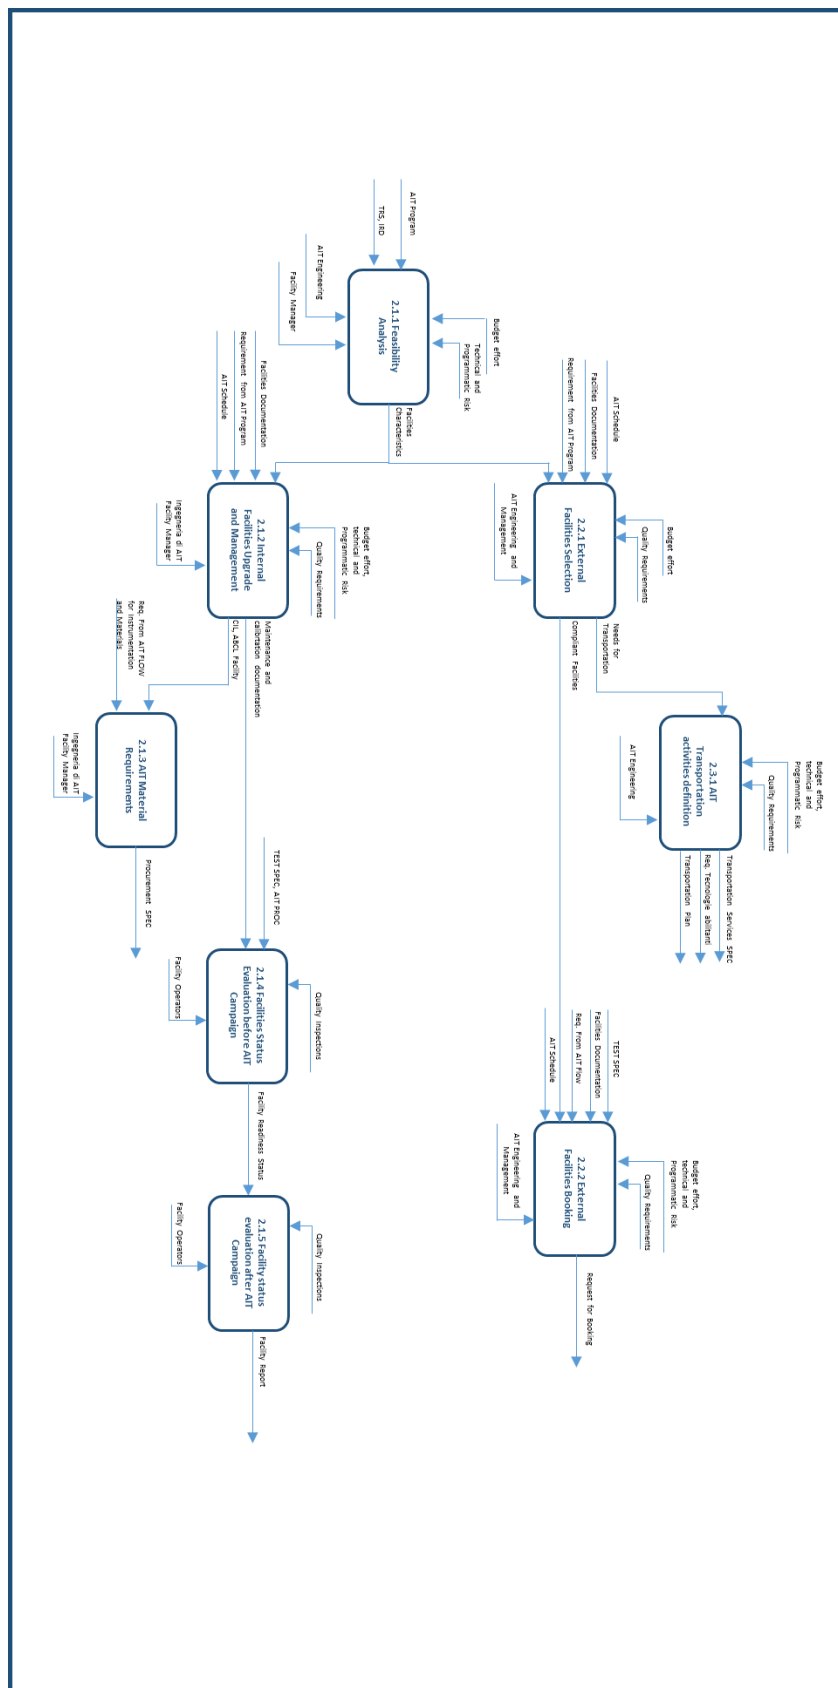 AIT Program
TRS, IRD
AIT Engineering
Facility Manager
Budget effort
Technical and
Programmatic Risk
2.1.1 Feasibility
Analysis
Facilities
Characteristics
AIT Schedule
Facilities Documentation
Requirement from AIT Program
Budget effort
Quality Requirements
2.2.1 External
Facilities Selection
AIT Engineering and
Management
Needs for
Transportation
Compliant Facilities
Facilities Documentation
Requirement from AIT Program
AIT Schedule
Budget effort,
technical and
Programmatic Risk
Quality Requirements
2.1.2 Internal
Facilities Upgrade
and Management
Ingegneria di AIT
Facility Manager
Maintenance and
calibrtation documentation
CIL, ABCL Facility
Req. From AIT FLOW
for Instrumentation
and Materials
2.1.3 AIT Material
Requirements
Ingegneria di AIT
Facility Manager
Procurement SPEC
Budget effort,
technical and
Programmatic Risk
Quality Requirements
2.3.1 AIT
Transportation
activities definition
AIT Engineering
Transportation Services SPEC
Req. Tecnologie abilitanti
Transportation Plan
TEST SPEC, AIT PROC
Quality Inspections
2.1.4 Facilities Status
Evaluation before AIT
Campaign
Facility Operators
Facility Readiness Status
TEST SPEC
Facilities Documentation
Req. From AIT Flow
AIT Schedule
Budget effort,
technical and
Programmatic Risk
Quality Requirements
2.2.2 External
Facilities Booking
AIT Engineering and
Management
Request for Booking
Quality Inspections
2.1.5 Facility status
evaluation after AIT
Campaign
Facility Operators
Facility Report